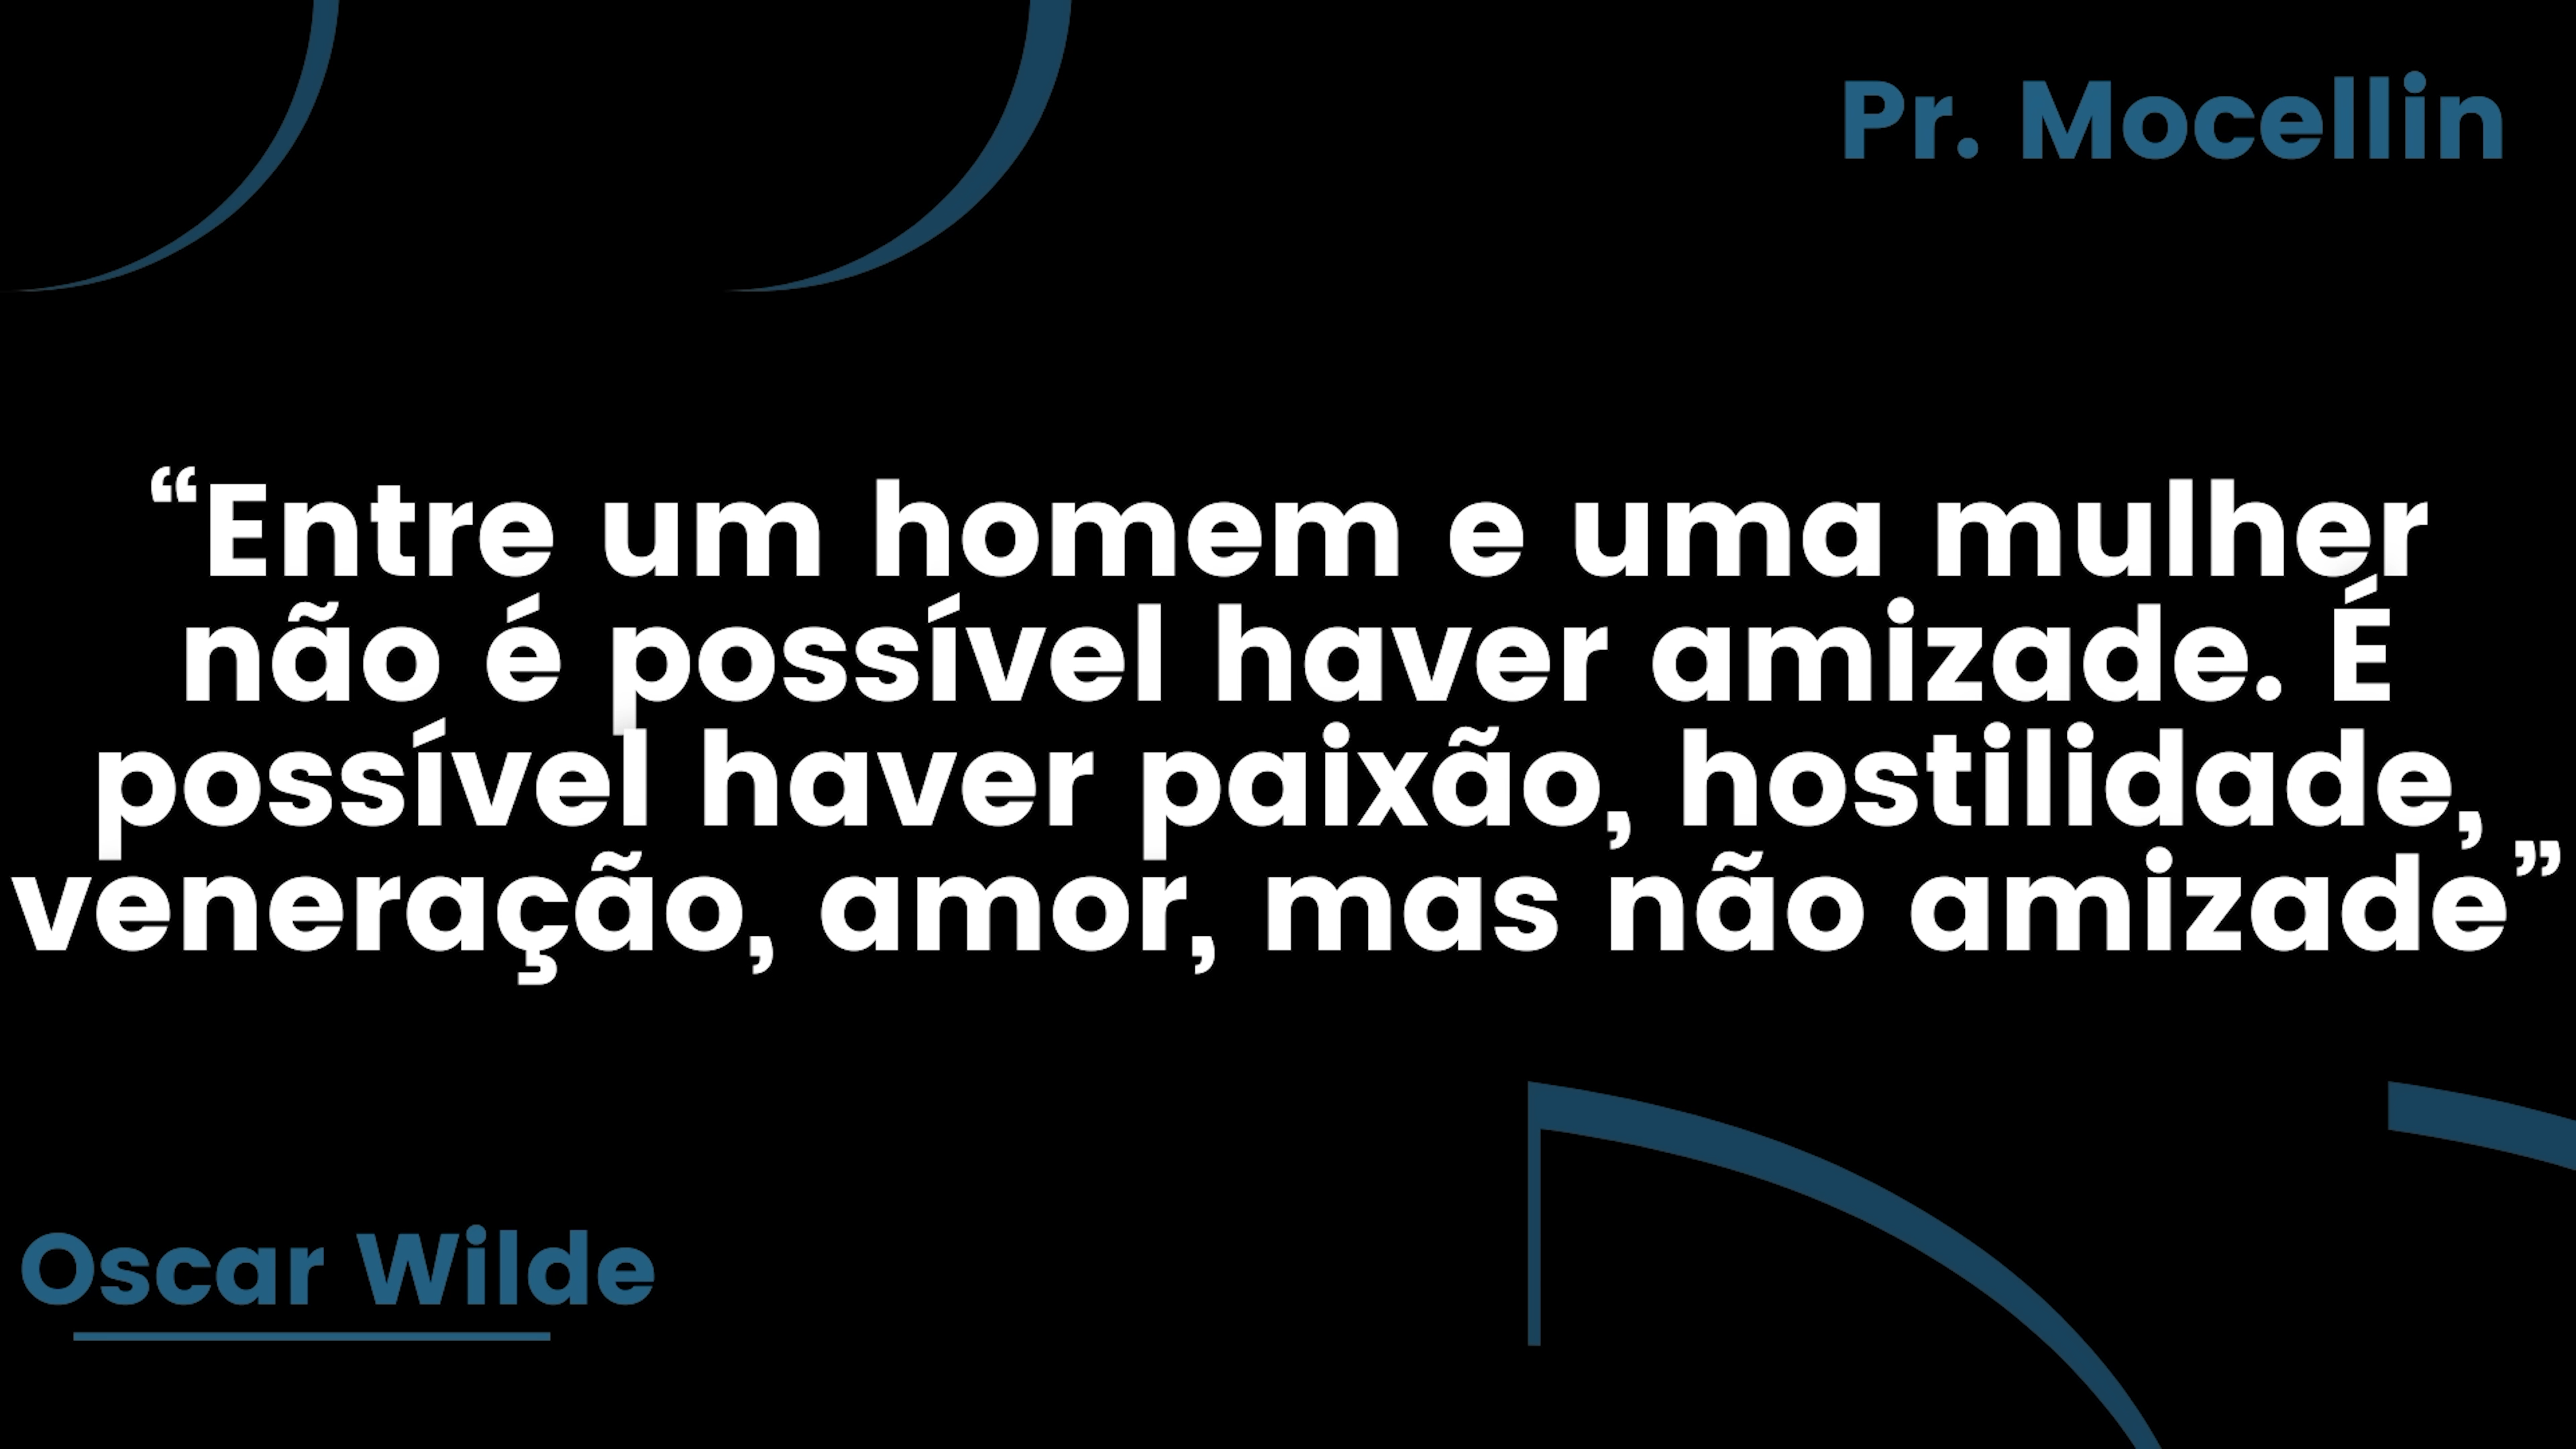 Pr. Mocellin
“Entre um homem e uma mulher
não é possível haver amizade. É
possível haver paixão, hostilidade,
veneração, amor, mas não amizade”
Oscar Wilde